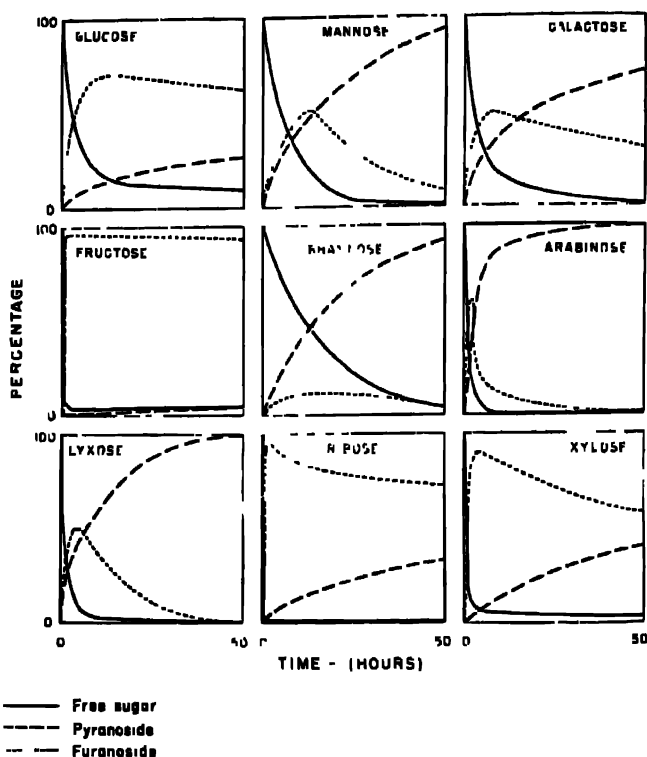 100
GLUCOSE MANNOSE GALACTOSE
0
100
FRUCTOSE ARABINOSE
PERCENTAGE
0
100
LYXOSE XYLOSE
0
0 50 50 0 50
TIME - (HOURS)
Free sugar
Pyranoside
Furanoside